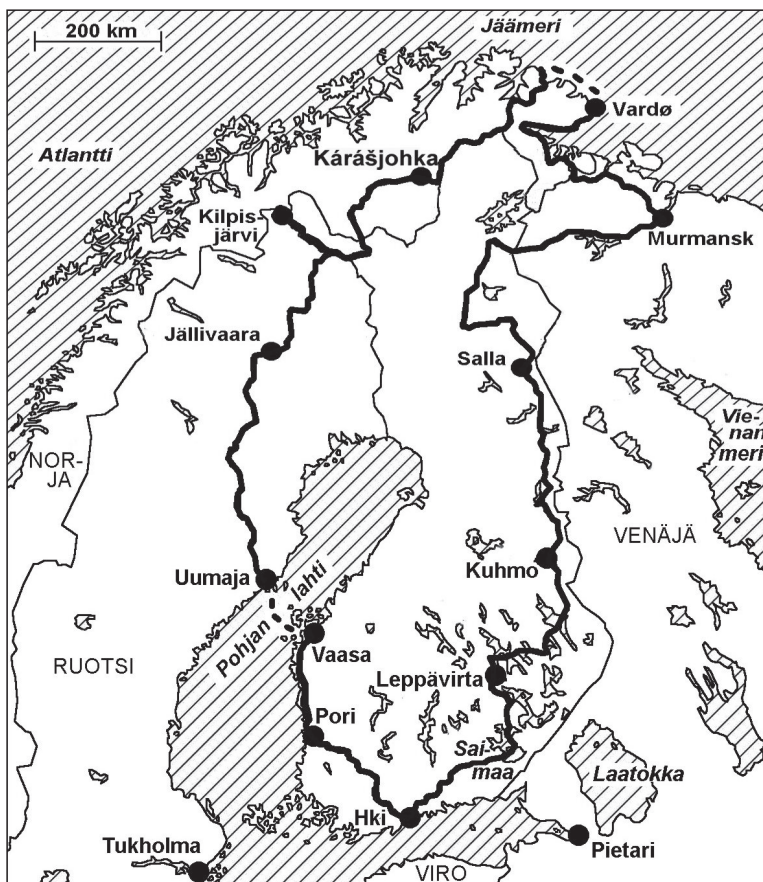 200 km
Jäämeri
Vardø
Atlantti
Kárášjohka
Kilpis-
järvi
Murmansk
Jällivaara
Salla
Vie-
nan
meri
NOR-
JA
VENÄJÄ
Uumaja
Kuhmo
Pohjan
lahti
Vaasa
RUOTSI
Leppävirta
Pori
Sai-
maa
Laatokka
Hki
Tukholma
Pietari
VIRO